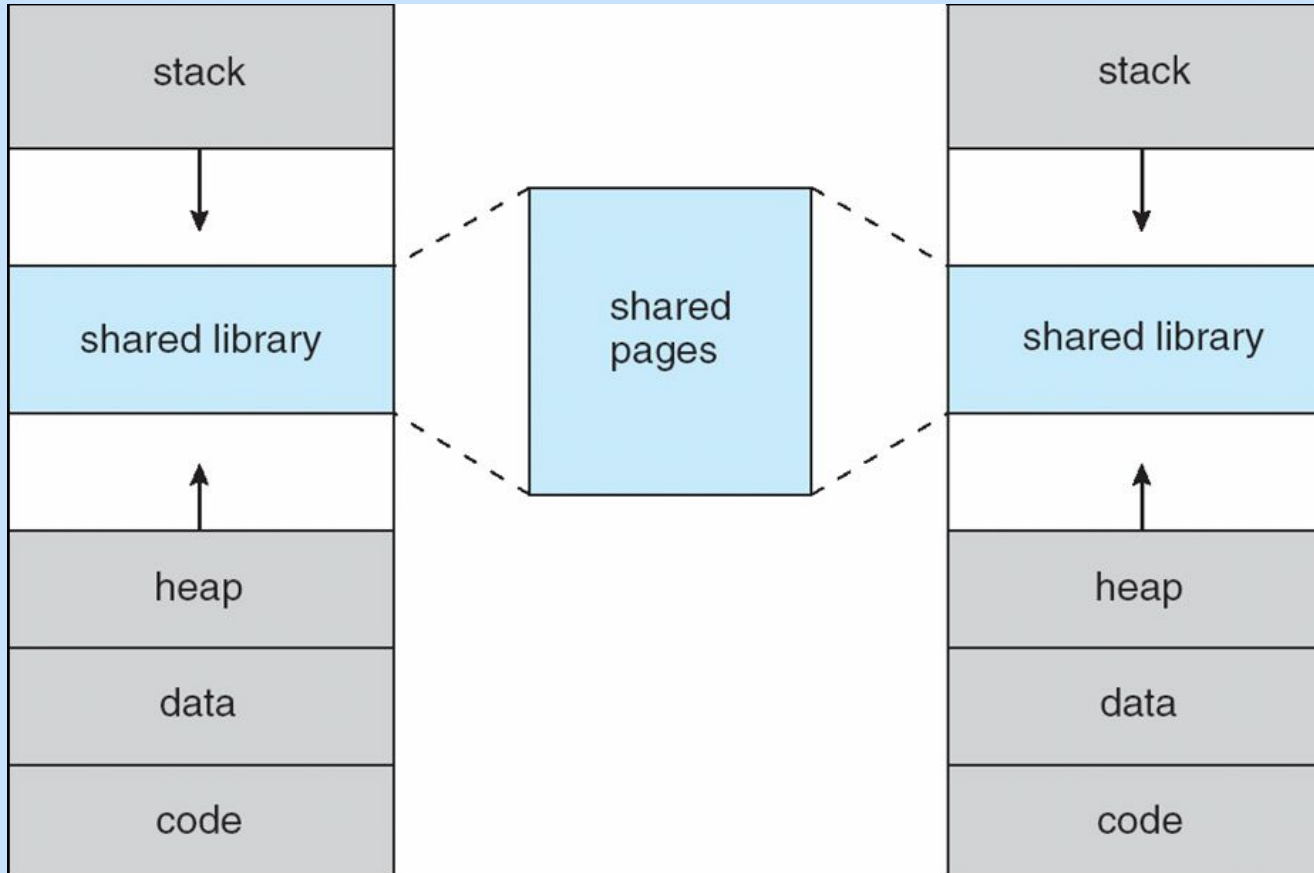 stack
shared library
heap
data
code
shared
pages
stack
shared library
heap
data
code